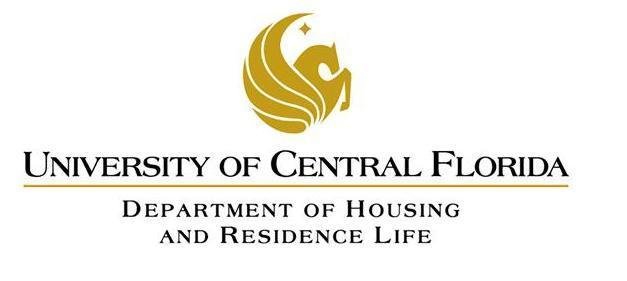 UNIVERSITY OF CENTRAL FLORIDA
DEPARTMENT OF HOUSING
AND RESIDENCE LIFE